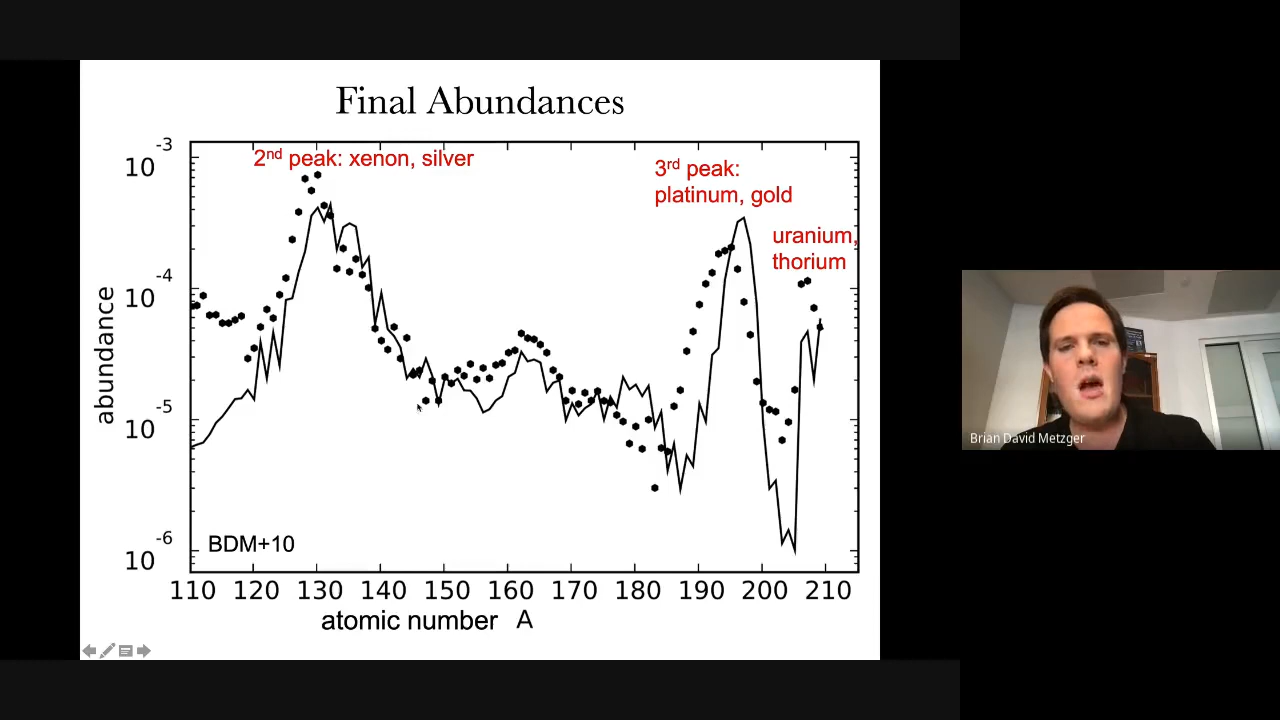 Final Abundances
2nd peak: xenon, silver
3rd peak:
platinum, gold
uranium,
thorium
10-3
10-4
10-5
10-6
abundance
BDM+10
110 120 130 140 150 160 170 180 190 200 210
atomic number A
Brian David Metzger